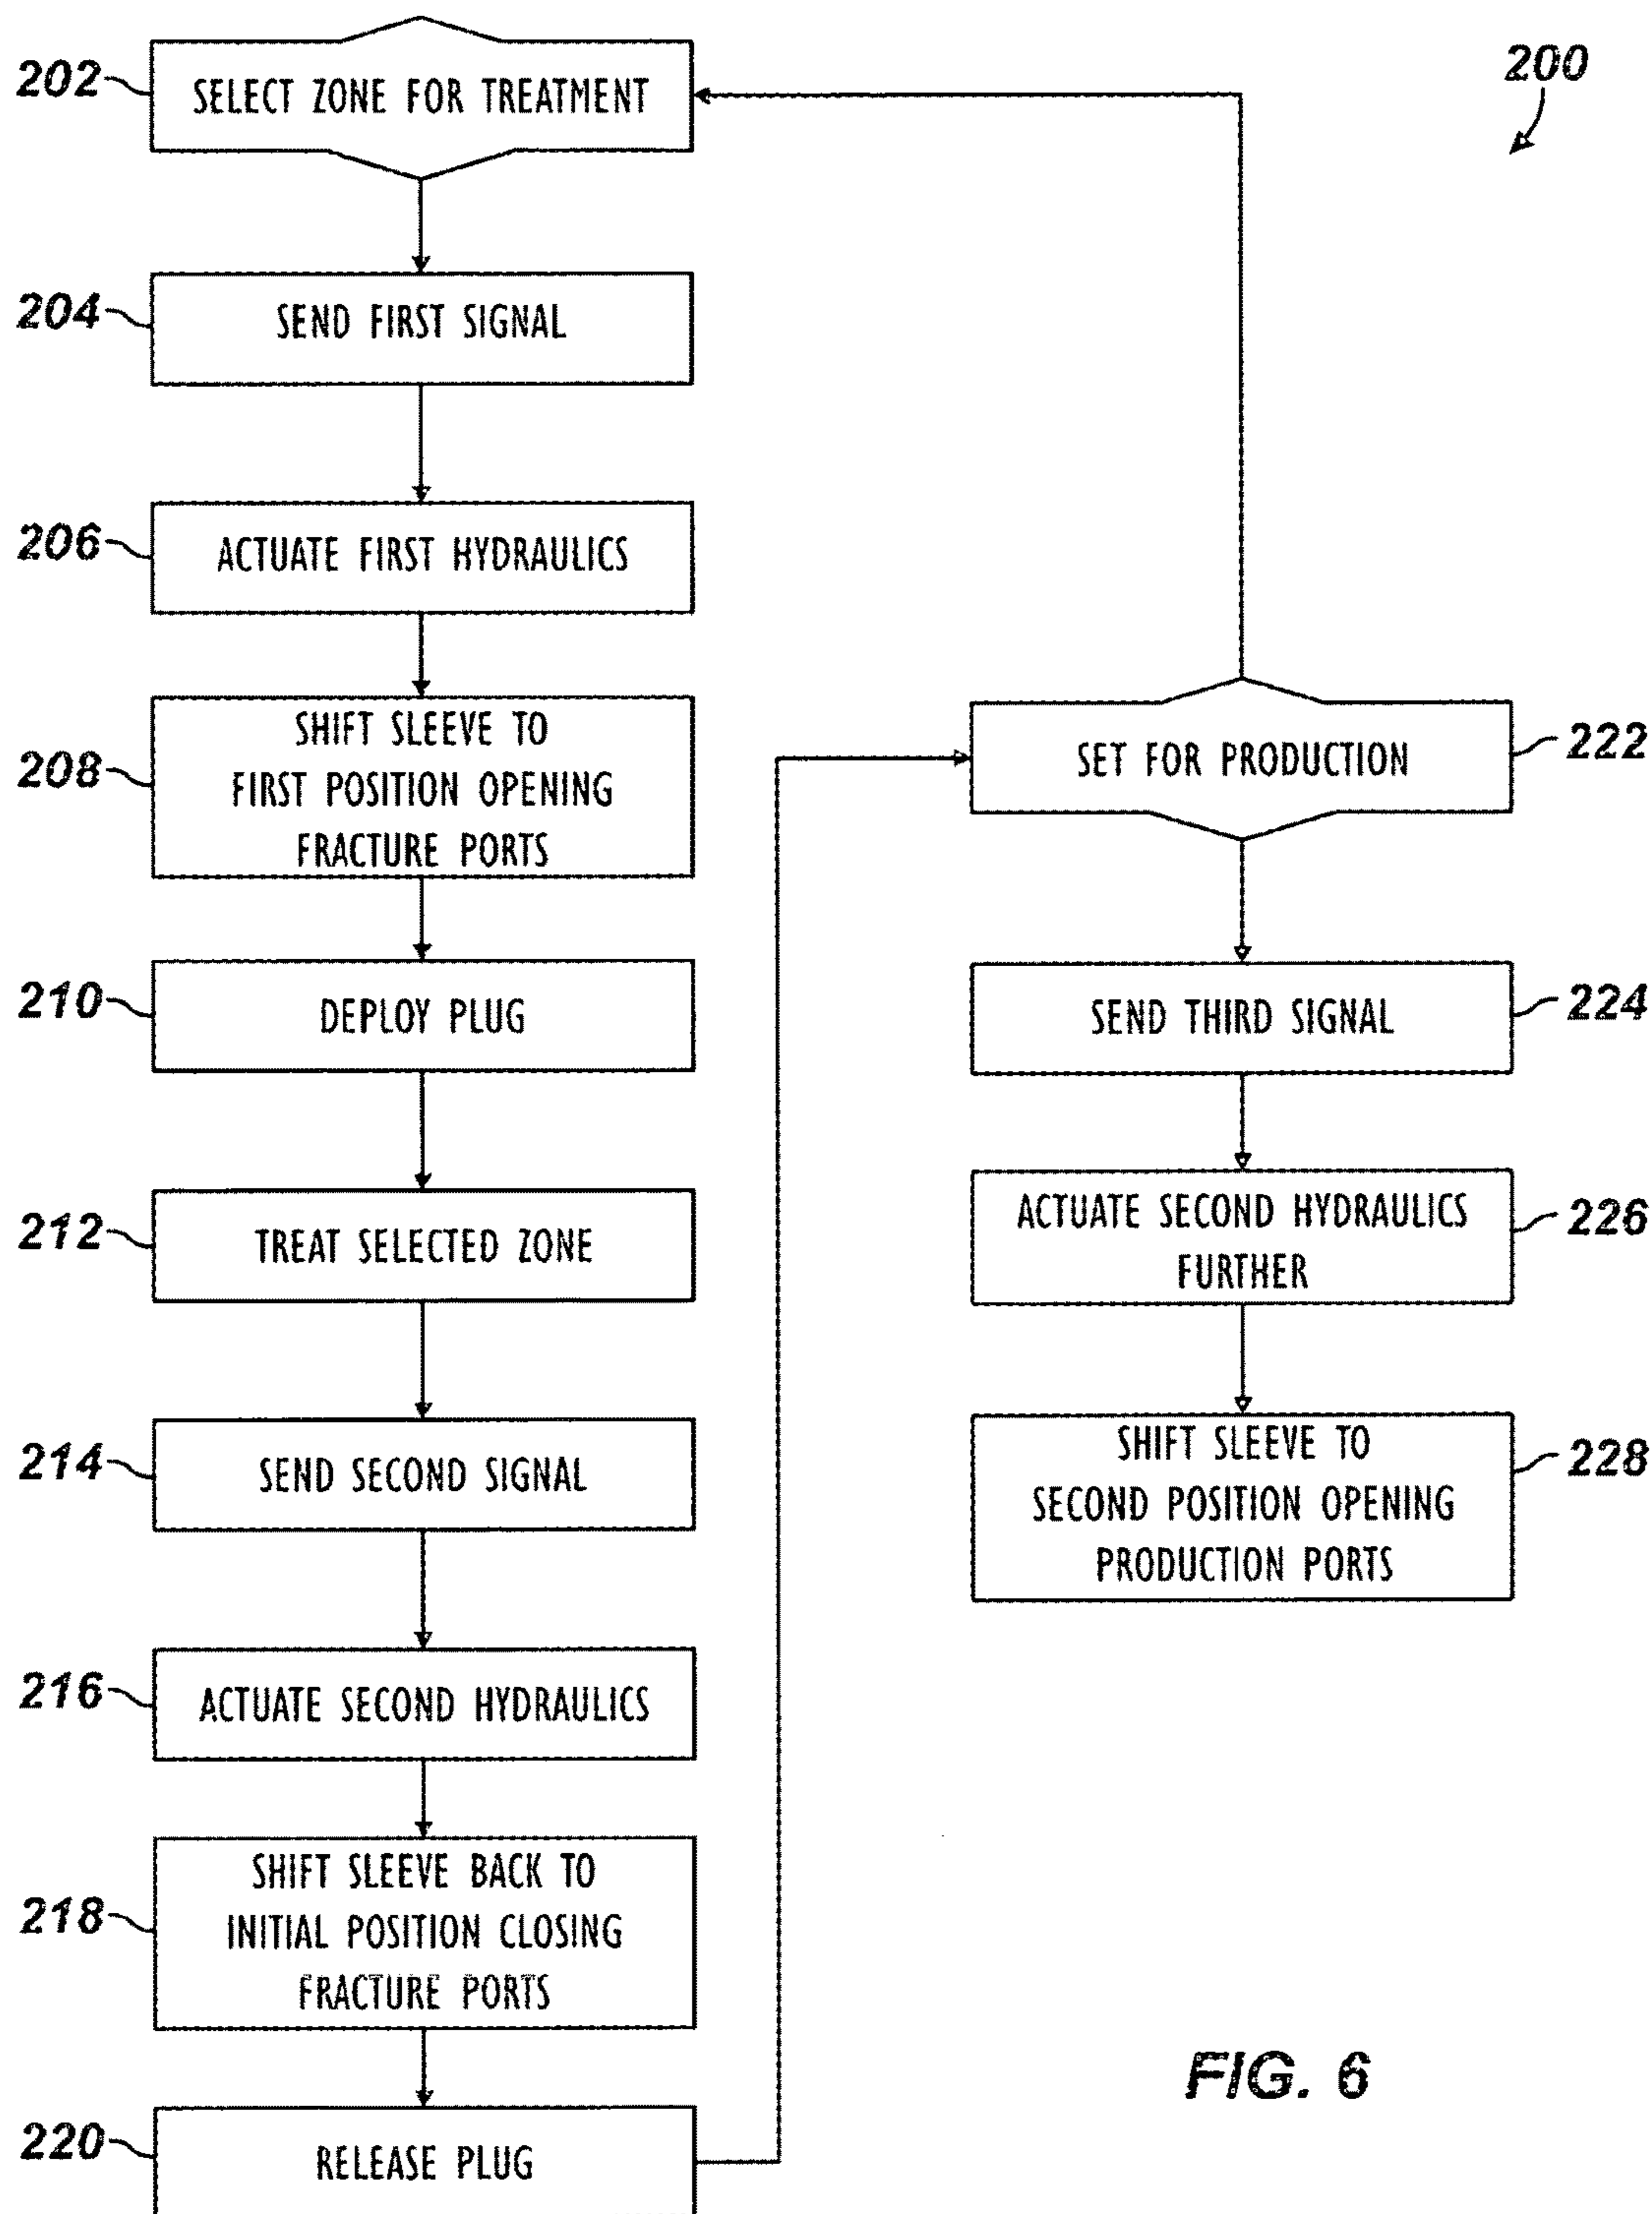 200
202
SELECT ZONE FOR TREATMENT
204
SEND FIRST SIGNAL
206
ACTUATE FIRST HYDRAULICS
208
SHIFT SLEEVE TO
FIRST POSITION OPENING
FRACTURE PORTS
210
DEPLOY PLUG
212
TREAT SELECTED ZONE
214
SEND SECOND SIGNAL
216
ACTUATE SECOND HYDRAULICS
218
SHIFT SLEEVE BACK TO
INITIAL POSITION CLOSING
FRACTURE PORTS
220
RELEASE PLUG
SET FOR PRODUCTION
222
SEND THIRD SIGNAL
224
ACTUATE SECOND HYDRAULICS
FURTHER
226
SHIFT SLEEVE TO
SECOND POSITION OPENING
PRODUCTION PORTS
228
FIG. 6